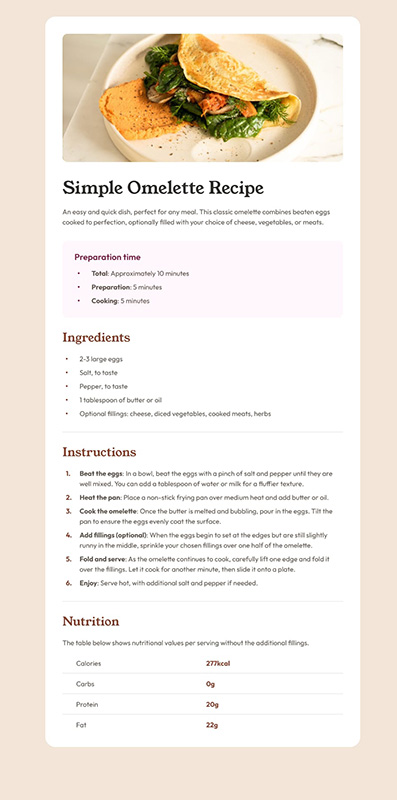 Simple Omelette Recipe
An easy and quick dish, perfect for any meal. This classic omelette combines beaten eggs
cooked to perfection, optionally filled with your choice of cheese, vegetables, or meats.
Preparation time
• Total: Approximately 10 minutes
• Preparation: 5 minutes
• Cooking: 5 minutes
Ingredients
• 2-3 large eggs
• Salt, to taste
• Pepper, to taste
• 1 tablespoon of butter or oil
• Optional fillings: cheese, diced vegetables, cooked meats, herbs
Instructions
1. Beat the eggs: In a bowl, beat the eggs with a pinch of salt and pepper until they are
well mixed. You can add a tablespoon of water or milk for a fluffier texture.
2. Heat the pan: Place a non-stick frying pan over medium heat and add butter or oil.
3. Cook the omelette: Once the butter is melted and bubbling, pour in the eggs. Tilt the
pan to ensure the eggs evenly coat the surface.
4. Add fillings (optional): When the eggs begin to set at the edges but are still slightly
runny in the middle, sprinkle your chosen fillings over one half of the omelette.
5. Fold and serve: As the omelette continues to cook, carefully lift one edge and fold it
over the fillings. Let it cook for another minute, then slide it onto a plate.
6. Enjoy: Serve hot, with additional salt and pepper if needed.
Nutrition
The table below shows nutritional values per serving without the additional fillings.
Calories 277kcal
Carbs 0g
Protein 20g
Fat 22g